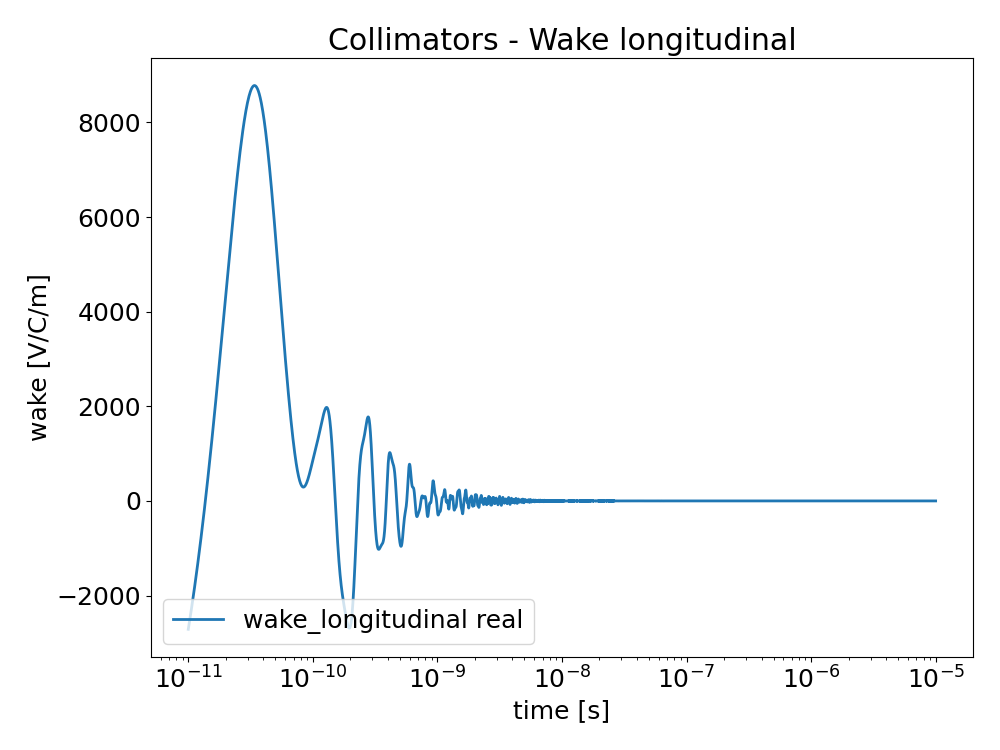 Collimators - Wake longitudinal
8000
6000
4000
2000
0
−2000
wake [V/C/m]
wake_longitudinal real
10⁻¹¹ 10⁻¹⁰ 10⁻⁹ 10⁻⁸ 10⁻⁷ 10⁻⁶ 10⁻⁵
time [s]